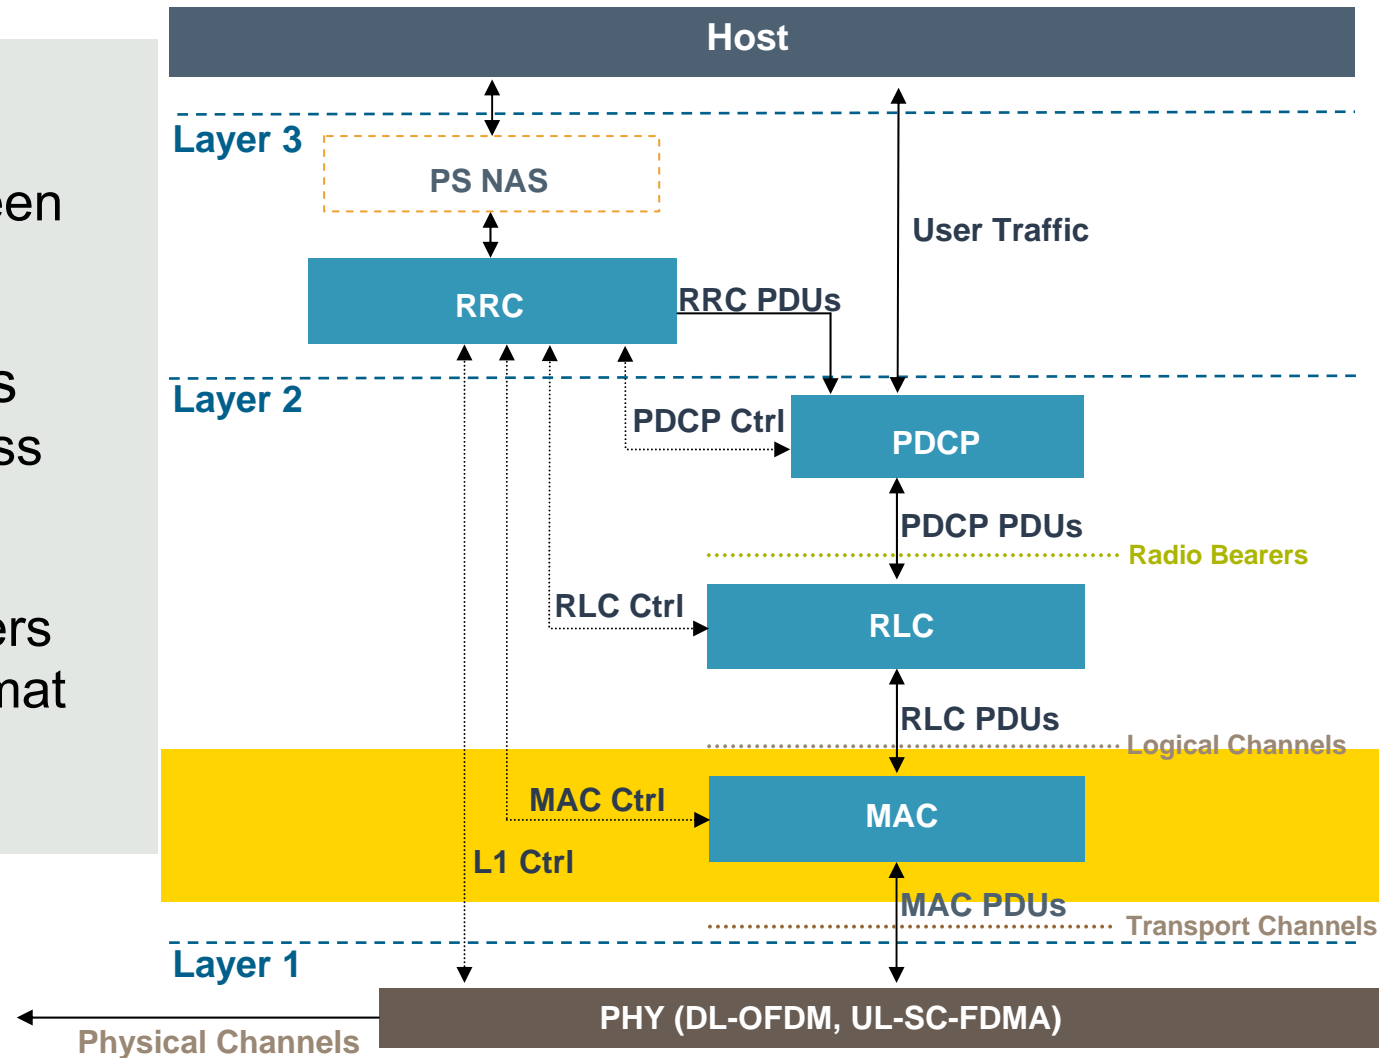 Host
Layer 3
PS NAS
User Traffic
RRC
RRC PDUs
Layer 2
PDCP Ctrl
PDCP
PDCP PDUs
Radio Bearers
RLC Ctrl
RLC
RLC PDUs
Logical Channels
MAC Ctrl
MAC
L1 Ctrl
MAC PDUs
Transport Channels
Layer 1
PHY (DL-OFDM, UL-SC-FDMA)
Physical Channels